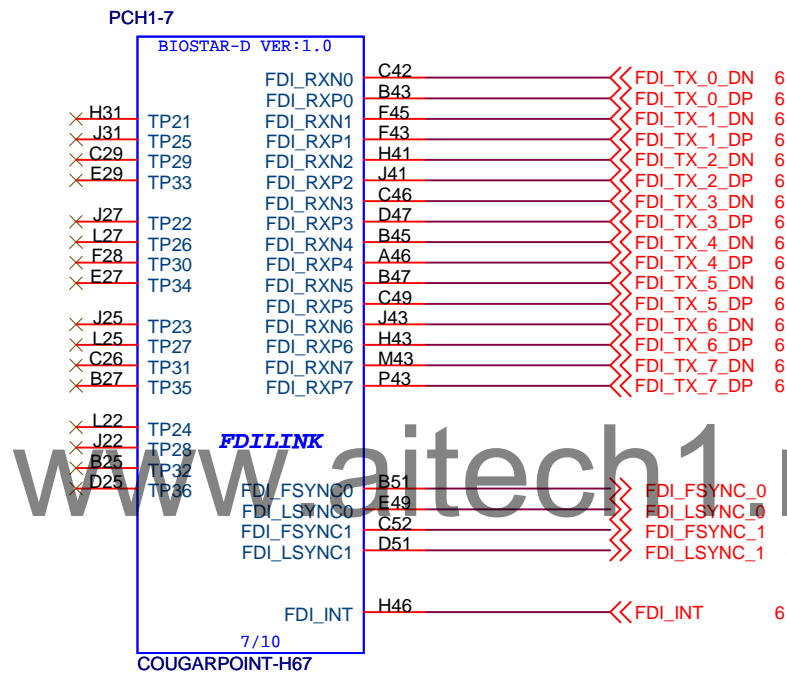 PCH1-7
BIOSTAR-D VER:1.0
FDI_RXN0 C42 FDI_TX_0_DN 6
FDI_RXP0 B43 FDI_TX_0_DP 6
H31 TP21 FDI_RXN1 F45 FDI_TX_1_DN 6
J31 TP25 FDI_RXP1 F43 FDI_TX_1_DP 6
C29 TP29 FDI_RXN2 H41 FDI_TX_2_DN 6
E29 TP33 FDI_RXP2 J41 FDI_TX_2_DP 6
FDI_RXN3 C46 FDI_TX_3_DN 6
J27 TP22 FDI_RXP3 D47 FDI_TX_3_DP 6
L27 TP26 FDI_RXN4 B45 FDI_TX_4_DN 6
F28 TP30 FDI_RXP4 A46 FDI_TX_4_DP 6
E27 TP34 FDI_RXN5 B47 FDI_TX_5_DN 6
FDI_RXP5 C49 FDI_TX_5_DP 6
J25 TP23 FDI_RXN6 J43 FDI_TX_6_DN 6
L25 TP27 FDI_RXP6 H43 FDI_TX_6_DP 6
C26 TP31 FDI_RXN7 M43 FDI_TX_7_DN 6
B27 TP35 FDI_RXP7 P43 FDI_TX_7_DP 6
L22 TP24
J22 TP28 FDILINK
B25 TP32
www.aitech1.
D25 TP36 FDI_FSYNC0 B51 FDI_FSYNC_0
FDI_LSYNC0 E49 FDI_LSYNC_0
FDI_FSYNC1 C52 FDI_FSYNC_1
FDI_LSYNC1 D51 FDI_LSYNC_1
FDI_INT H46 FDI_INT 6
7/10
COUGARPOINT-H67